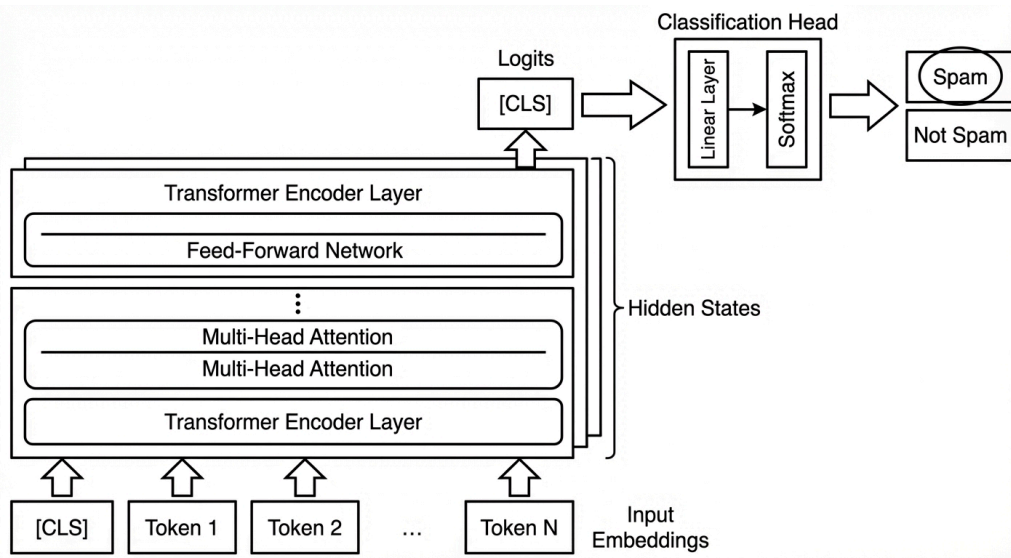 Classification Head
Logits
[CLS]
Linear Layer
Softmax
Spam
Not Spam
Transformer Encoder Layer
Feed-Forward Network
⋮
Multi-Head Attention
Multi-Head Attention
Transformer Encoder Layer
Hidden States
[CLS]
Token 1
Token 2
...
Token N
Input
Embeddings